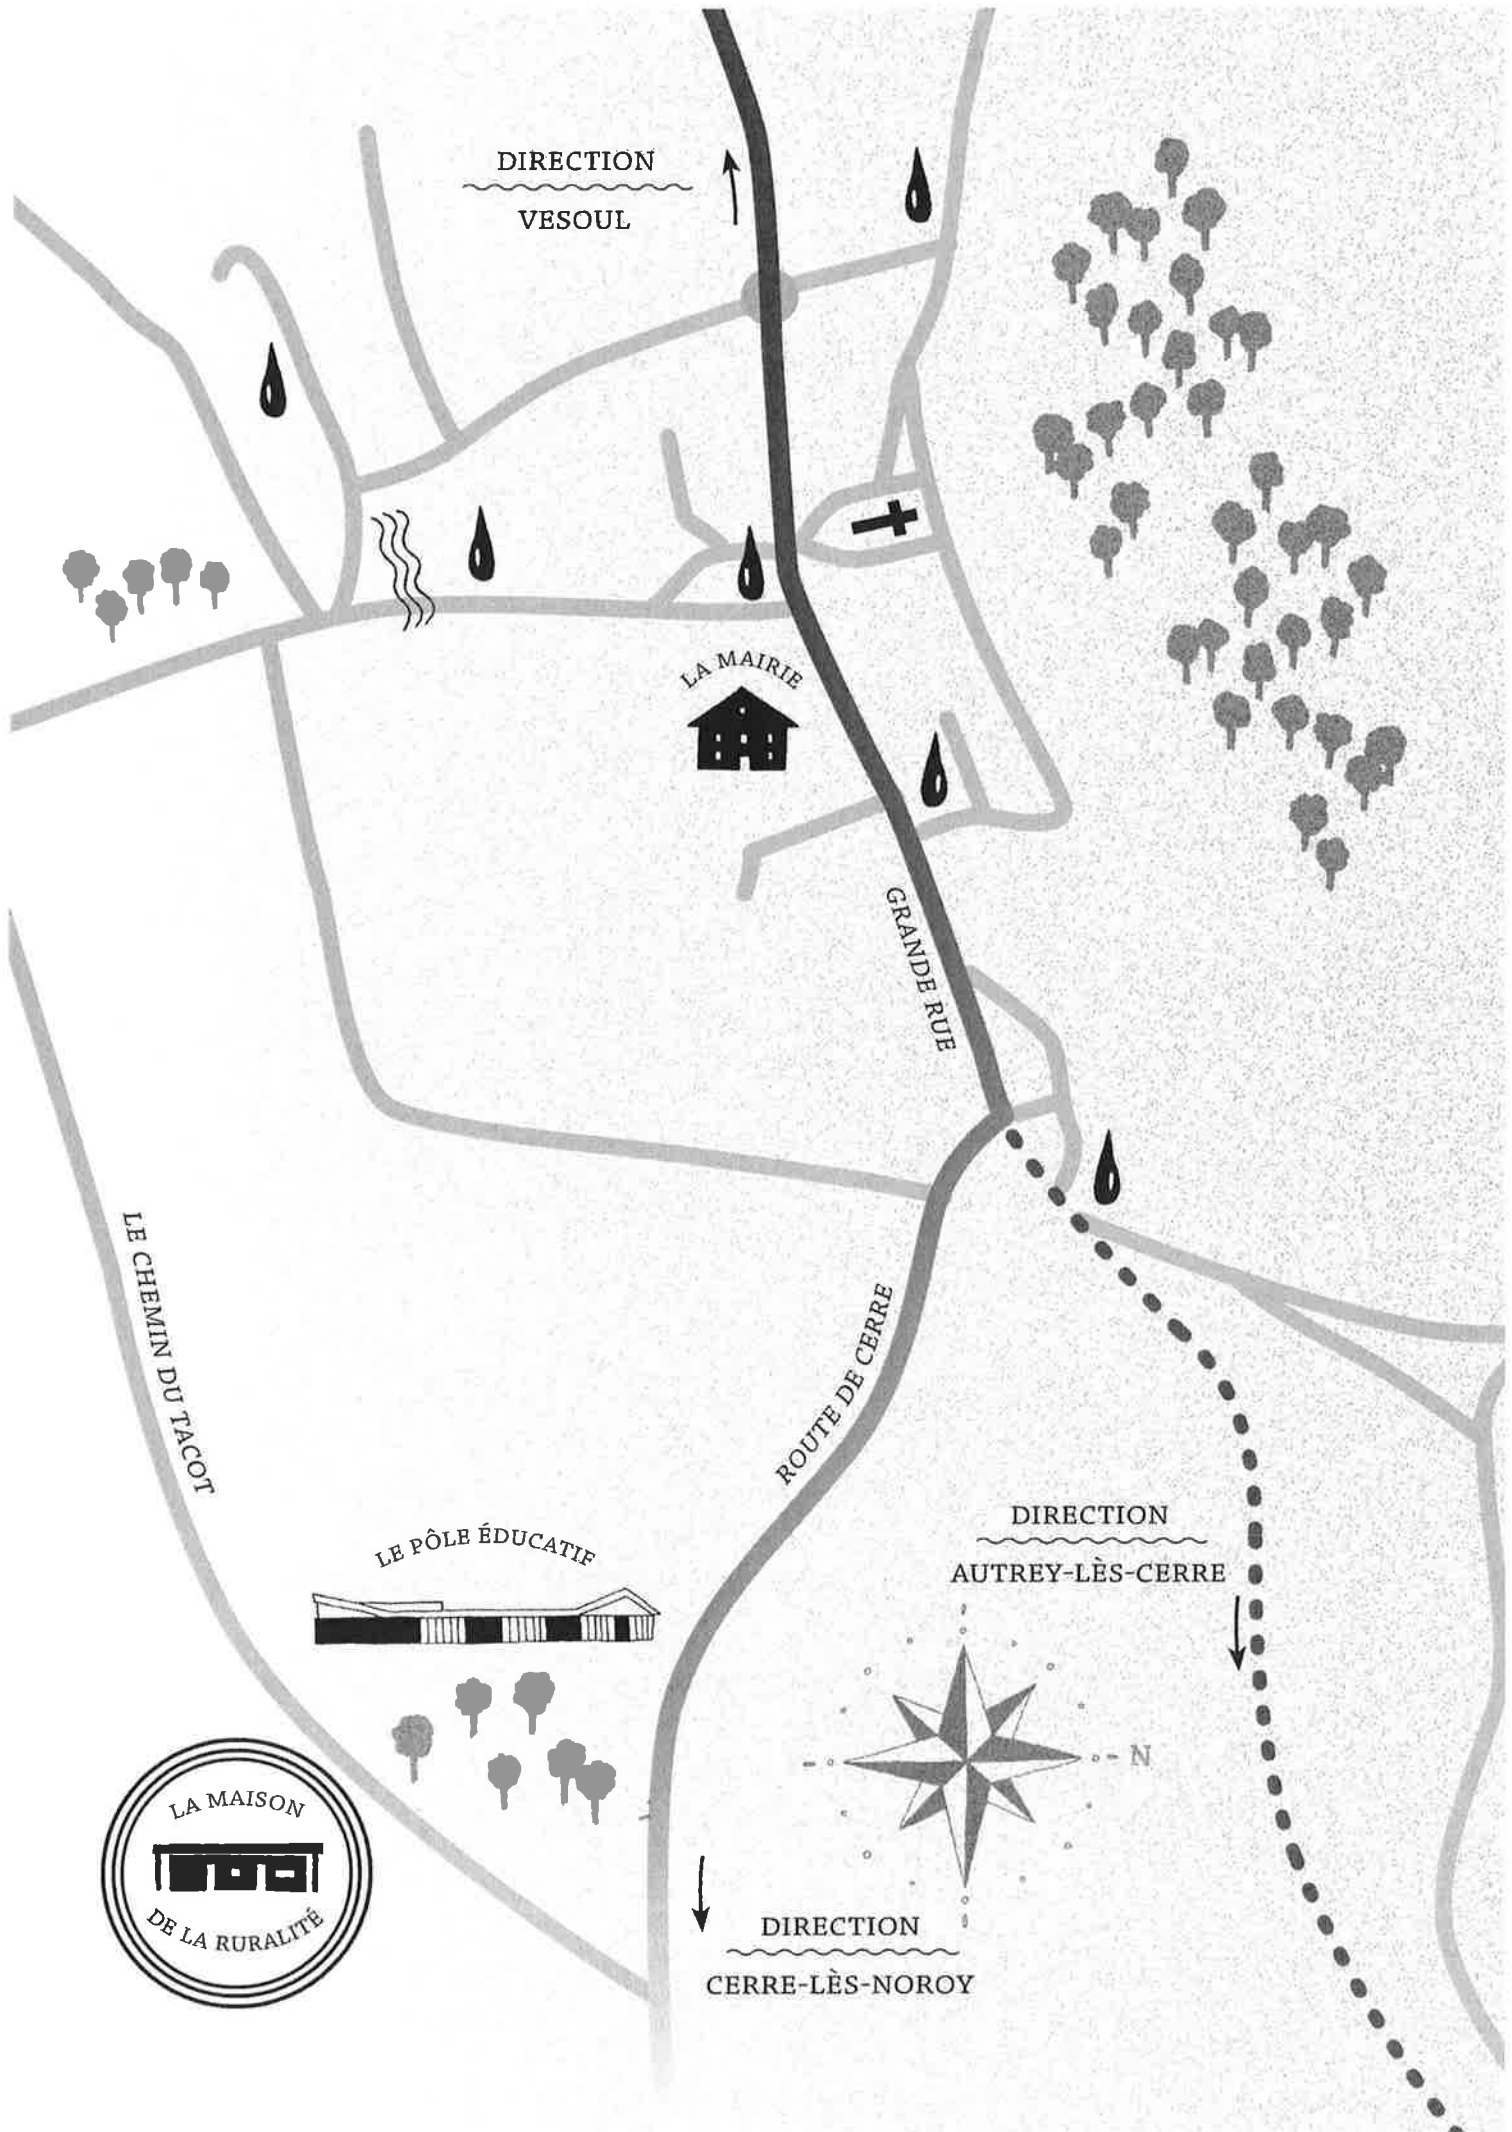 DIRECTION
VESOUL
LA MAIRIE
GRANDE RUE
LE CHEMIN DU TACOT
ROUTE DE CERRE
LE PÔLE ÉDUCATIF
DIRECTION
AUTREY-LÈS-CERRE
N
LA MAISON
DE LA RURALITÉ
DIRECTION
CERRE-LÈS-NOROY